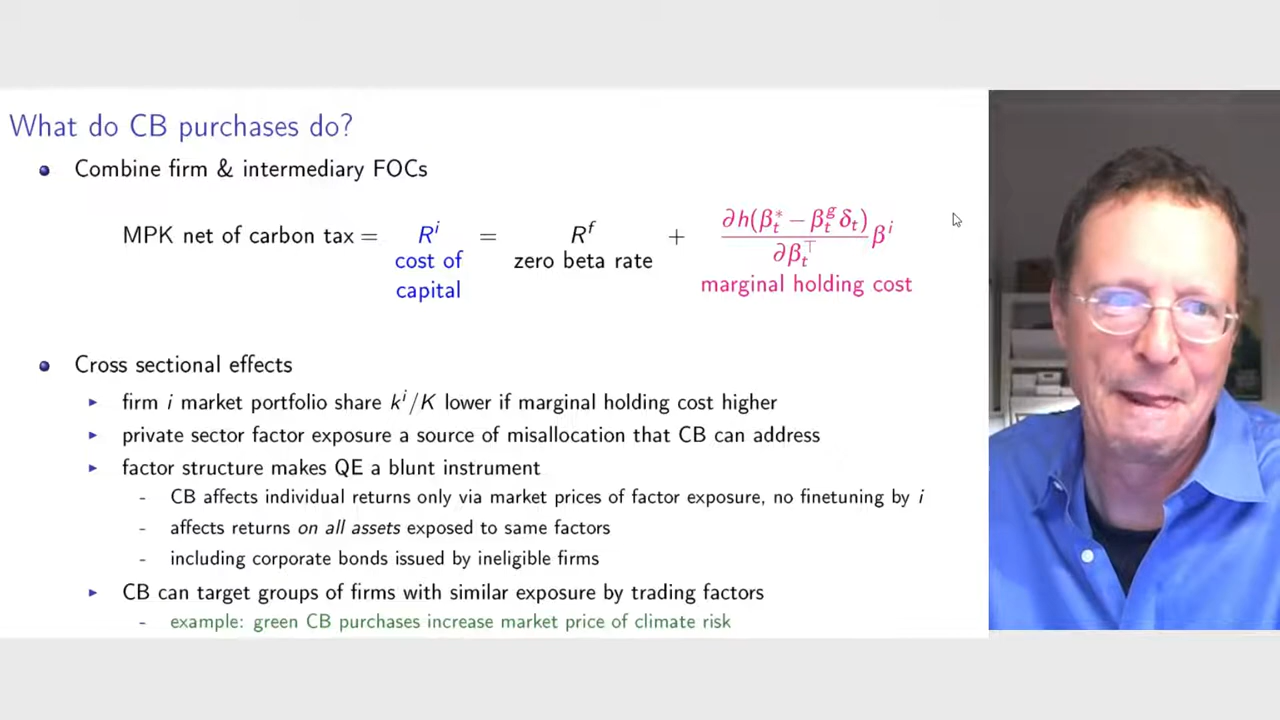 What do CB purchases do?
Combine firm & intermediary FOCs
MPK net of carbon tax = R^i = R^f + ∂h(β_t^* − β_t^g δ_t)/∂β_t^⊤ β^i
cost of capital
zero beta rate
marginal holding cost
Cross sectional effects
firm i market portfolio share k^i/K lower if marginal holding cost higher
private sector factor exposure a source of misallocation that CB can address
factor structure makes QE a blunt instrument
- CB affects individual returns only via market prices of factor exposure, no finetuning by i
- affects returns on all assets exposed to same factors
- including corporate bonds issued by ineligible firms
CB can target groups of firms with similar exposure by trading factors
- example: green CB purchases increase market price of climate risk